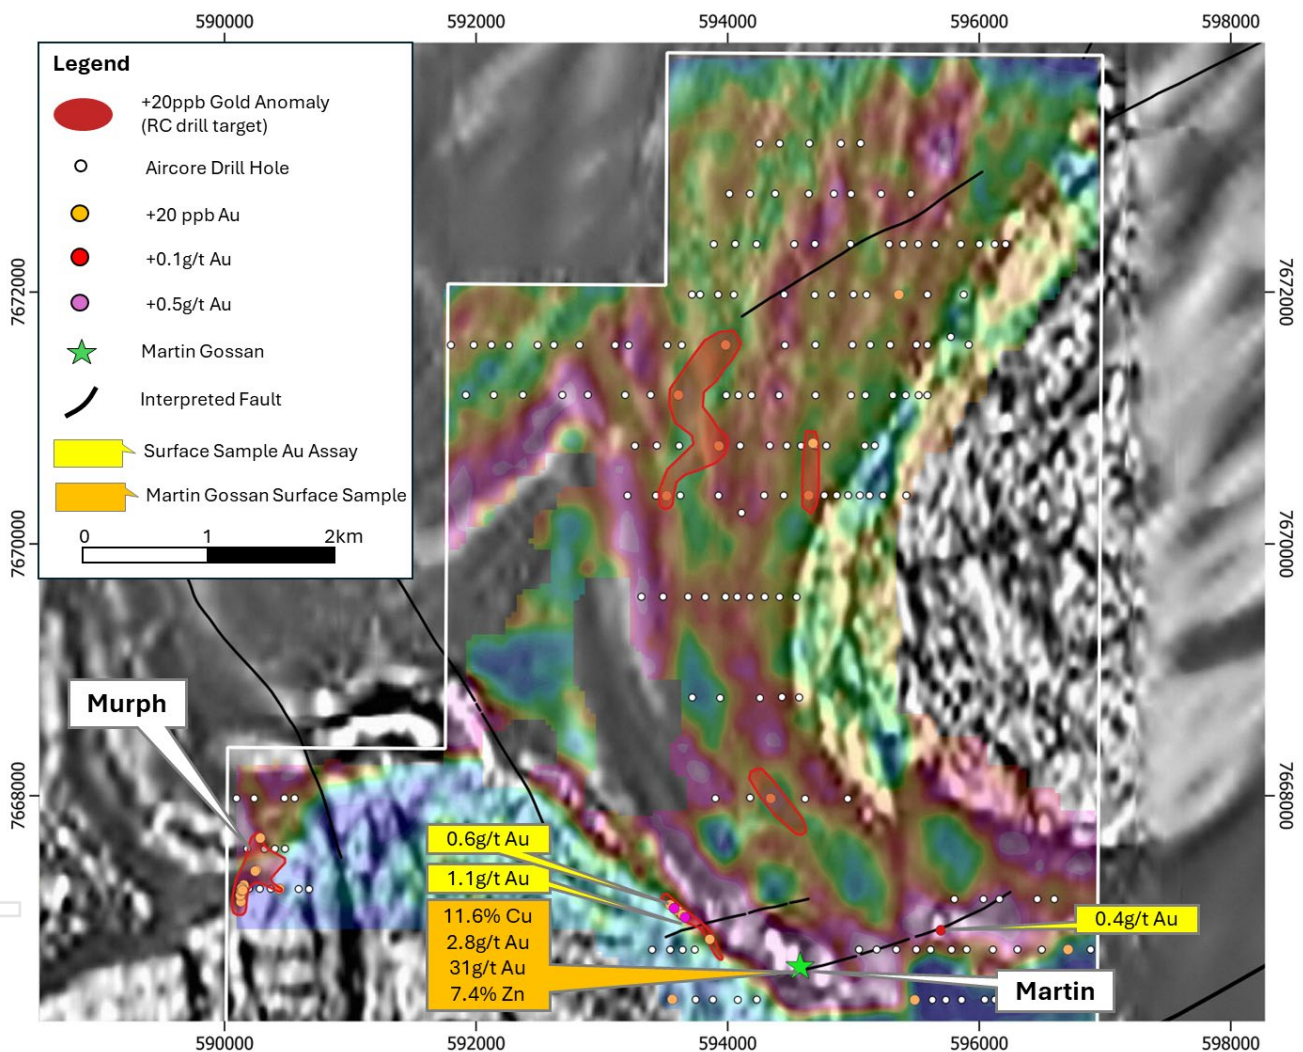 590000
592000
594000
596000
598000
Legend
+20ppb Gold Anomaly
(RC drill target)
Aircore Drill Hole
+20 ppb Au
+0.1g/t Au
+0.5g/t Au
Martin Gossan
Interpreted Fault
Surface Sample Au Assay
Martin Gossan Surface Sample
0
1
2km
7672000
7672000
7670000
7670000
7668000
7668000
Murph
0.6g/t Au
1.1g/t Au
11.6% Cu
2.8g/t Au
31g/t Au
7.4% Zn
0.4g/t Au
Martin
590000
592000
594000
596000
598000